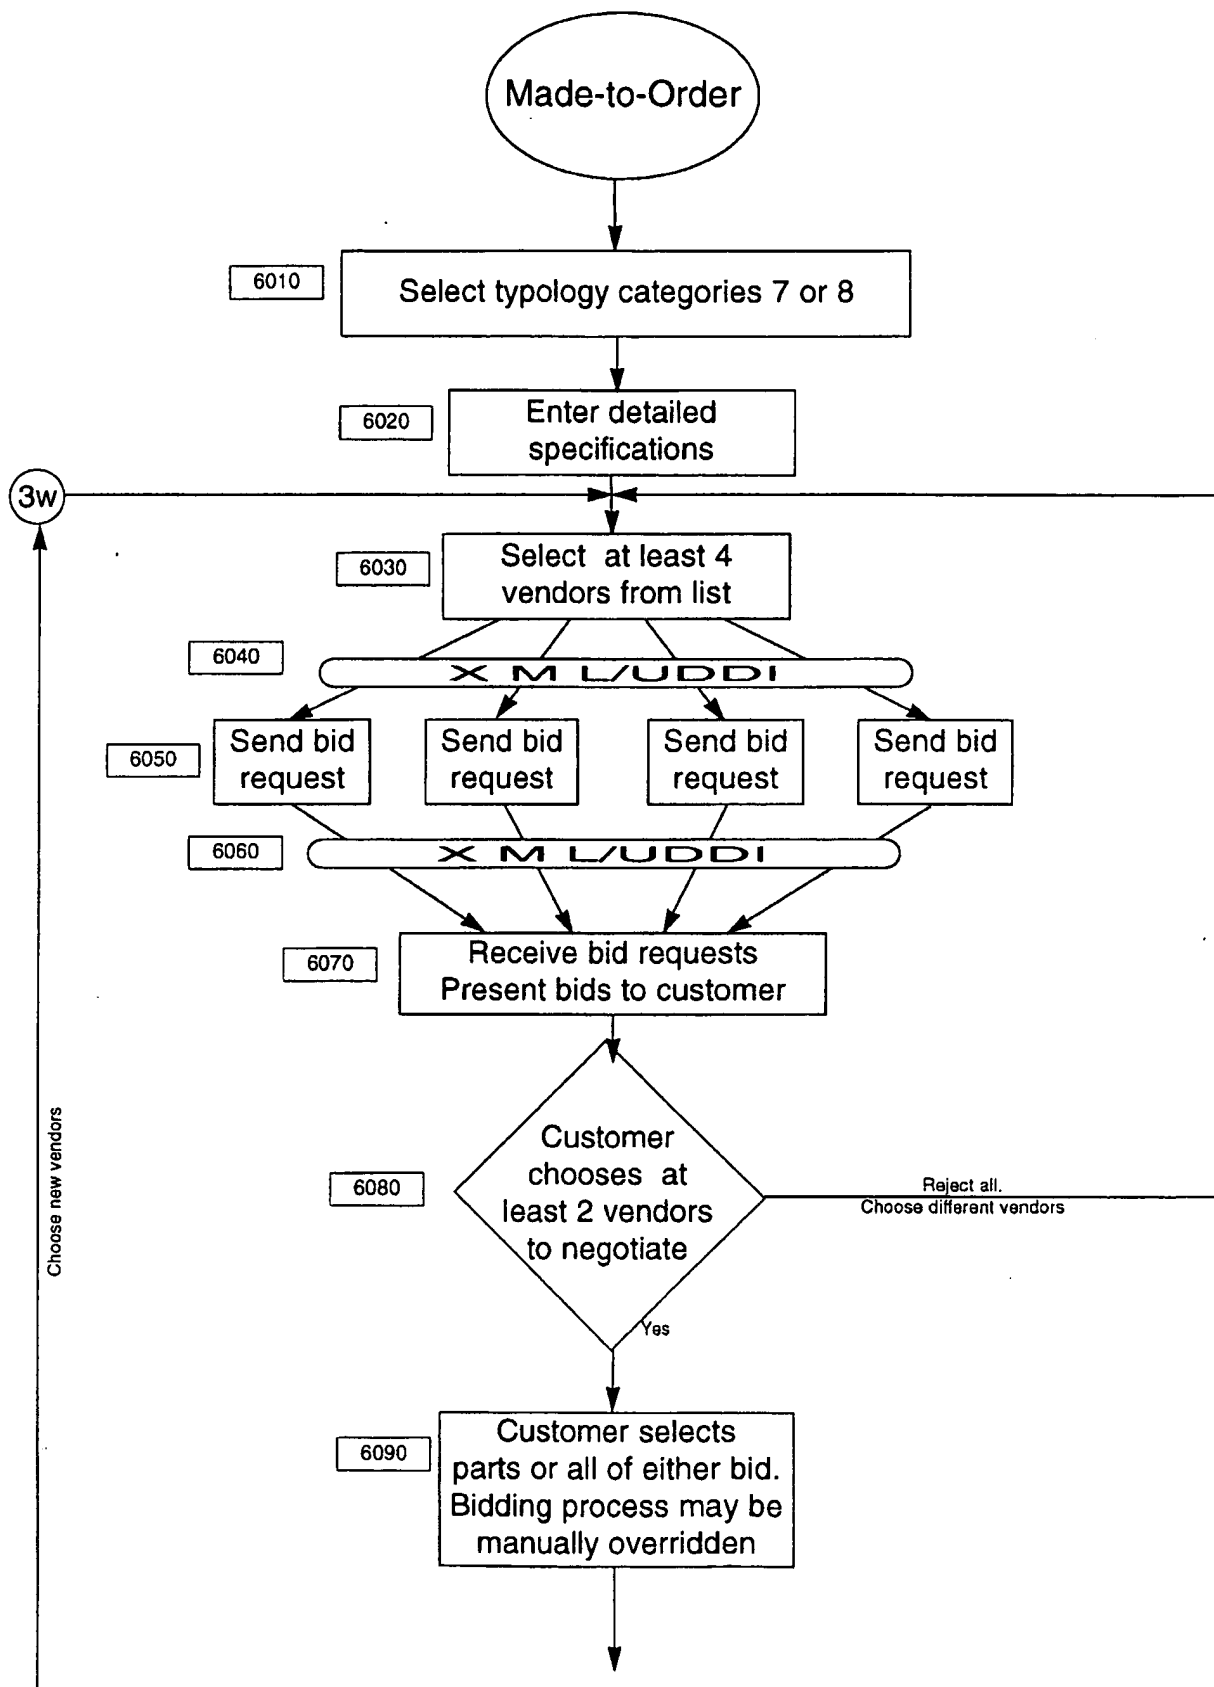 Made-to-Order
6010
Select typology categories 7 or 8
6020
Enter detailed
specifications
3w
6030
Select at least 4
vendors from list
6040
X M L/UDDI
6050
Send bid
request
Send bid
request
Send bid
request
Send bid
request
6060
X M L/UDDI
6070
Receive bid requests
Present bids to customer
Choose new vendors
6080
Customer
chooses at
least 2 vendors
to negotiate
Reject all.
Choose different vendors
Yes
6090
Customer selects
parts or all of either bid.
Bidding process may be
manually overridden